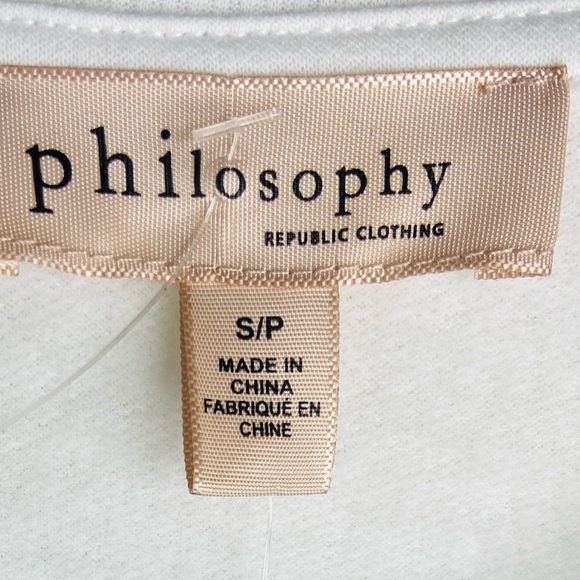 philosophy
REPUBLIC CLOTHING
S/P
MADE IN
CHINA
FABRIQUÉ EN
CHINE